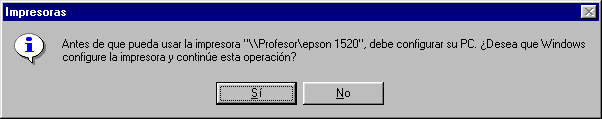 Impresoras
Antes de que pueda usar la impresora "\\Profesor\epson 1520", debe configurar su PC. ¿Desea que Windows
configure la impresora y continúe esta operación?
Sí No